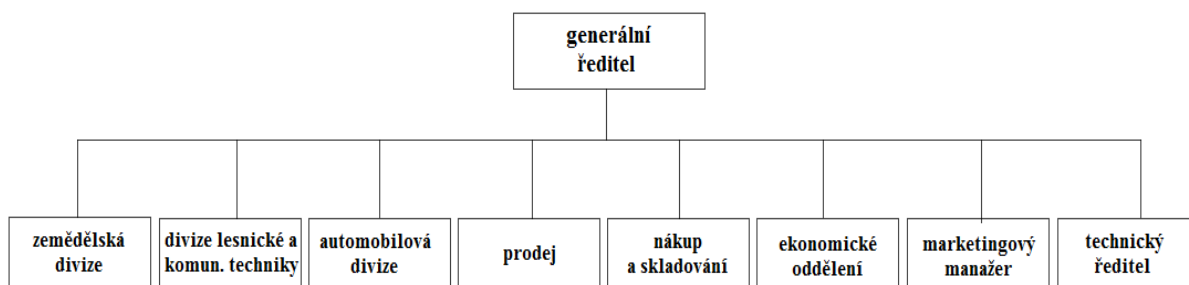 generální
ředitel
zemědělská
divize
divize lesnické a
komun. techniky
automobilová
divize
prodej
nákup
a skladování
ekonomické
oddělení
marketingový
manažer
technický
ředitel